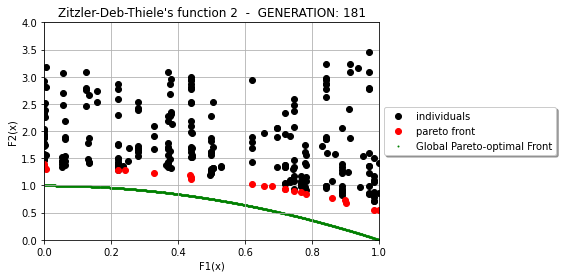 Zitzler-Deb-Thiele's function 2 - GENERATION: 181
F2(x)
4.0
3.5
3.0
2.5
2.0
1.5
1.0
0.5
0.0
0.0 0.2 0.4 0.6 0.8 1.0
F1(x)
individuals
pareto front
Global Pareto-optimal Front